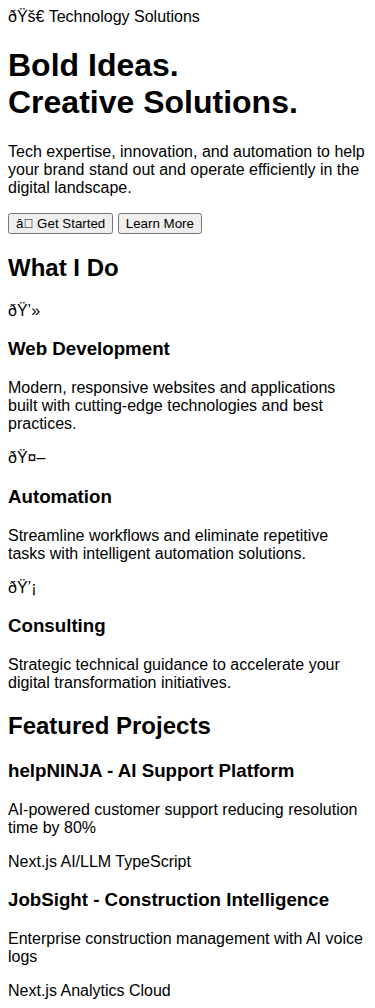 ðŸš€ Technology Solutions
Bold Ideas.
Creative Solutions.
Tech expertise, innovation, and automation to help
your brand stand out and operate efficiently in the
digital landscape.
â Get Started Learn More
What I Do
ðŸ’»
Web Development
Modern, responsive websites and applications
built with cutting-edge technologies and best
practices.
ðŸ¤–
Automation
Streamline workflows and eliminate repetitive
tasks with intelligent automation solutions.
ðŸ’¡
Consulting
Strategic technical guidance to accelerate your
digital transformation initiatives.
Featured Projects
helpNINJA - AI Support Platform
AI-powered customer support reducing resolution
time by 80%
Next.js AI/LLM TypeScript
JobSight - Construction Intelligence
Enterprise construction management with AI voice
logs
Next.js Analytics Cloud